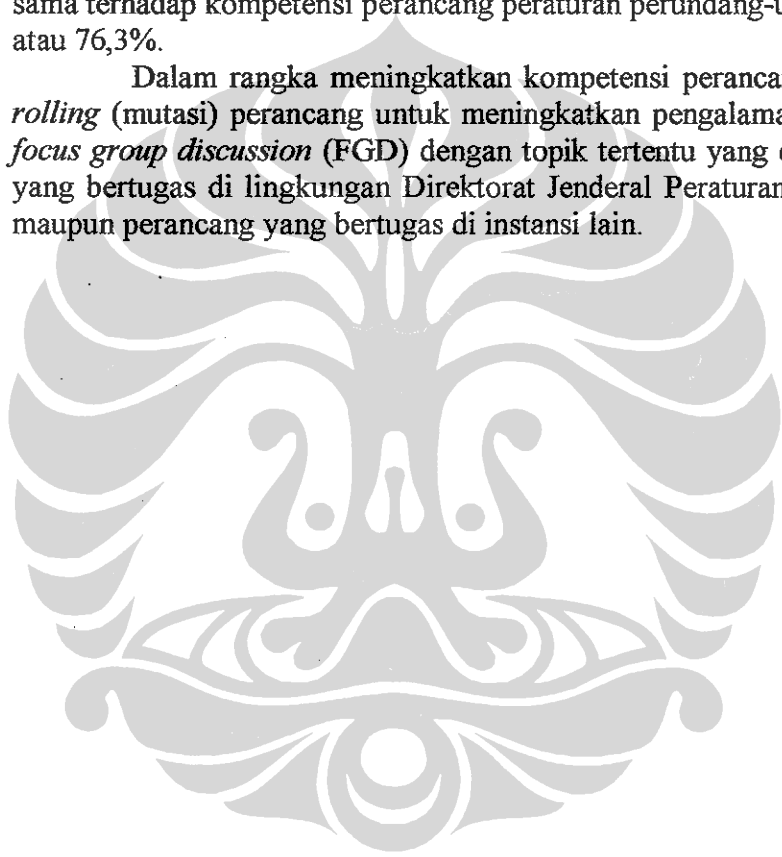 sama terhadap kompetensi perancang peraturan perundang-u
atau 76,3%.
Dalam rangka meningkatkan kompetensi peranca
rolling (mutasi) perancang untuk meningkatkan pengalama
focus group discussion (FGD) dengan topik tertentu yang
yang bertugas di lingkungan Direktorat Jenderal Peraturan
maupun perancang yang bertugas di instansi lain.